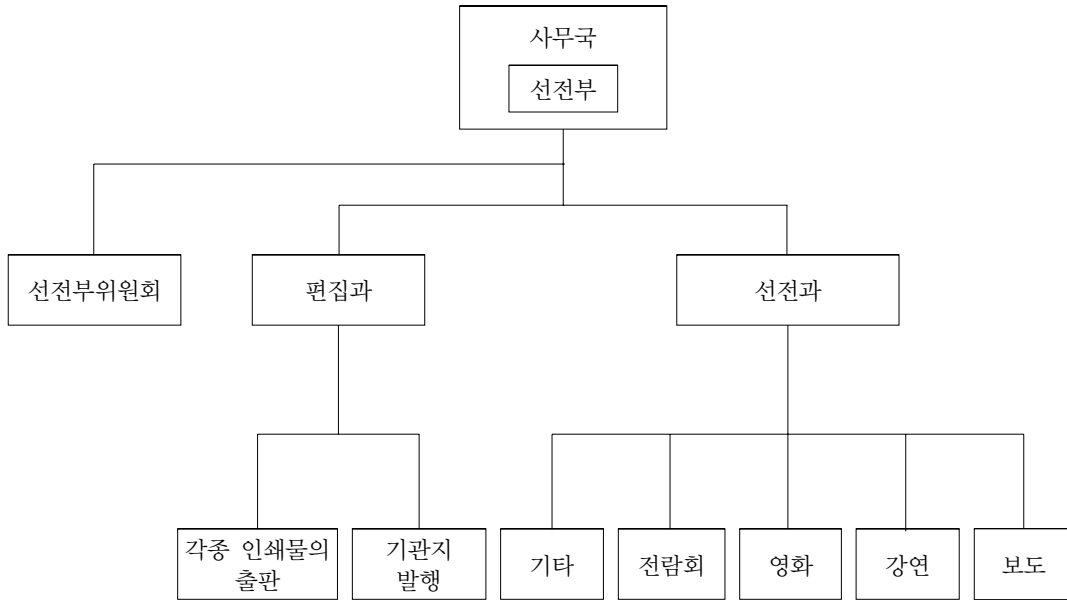 사무국
선전부
선전부위원회
편집과
선전과
각종 인쇄물의
출판
기관지
발행
기타
전람회
영화
강연
보도